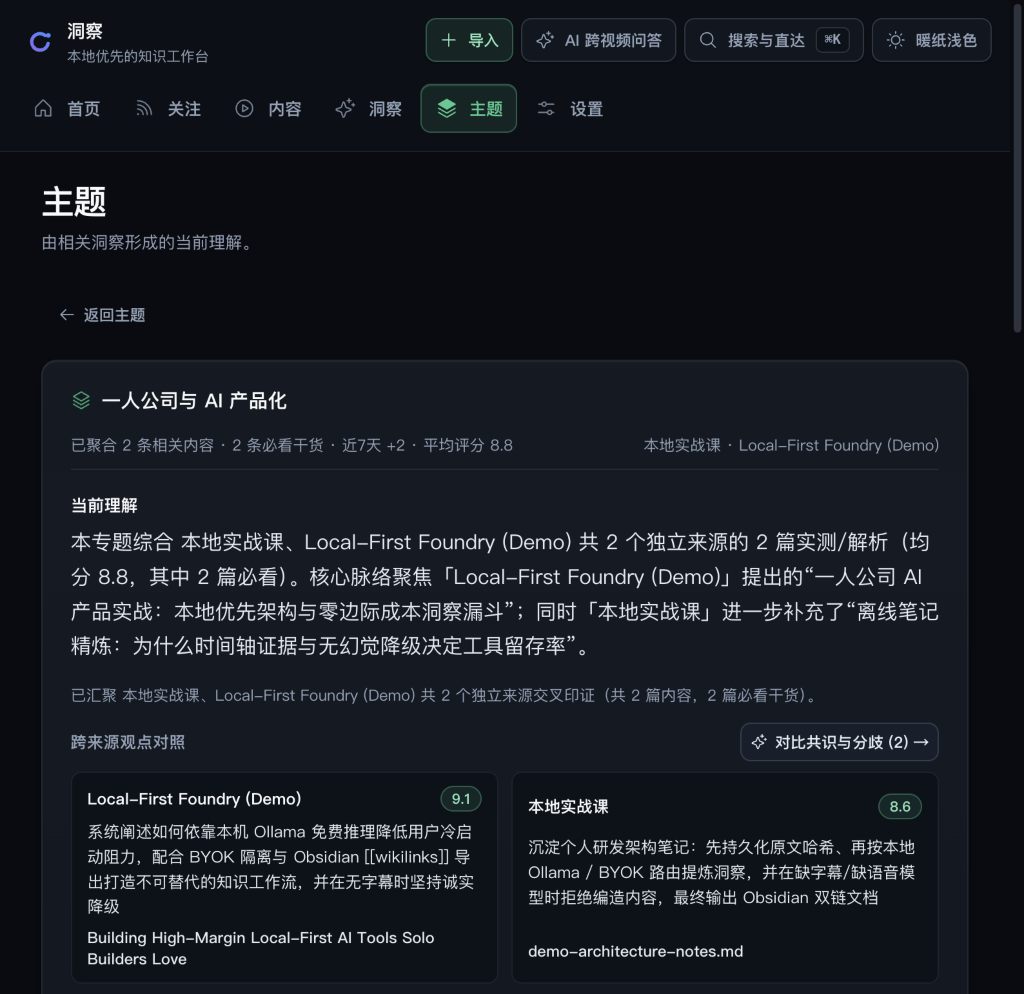 洞察
本地优先的知识工作台
导入
AI 跨视频问答
搜索与直达 ⌘K
暖纸浅色
首页
关注
内容
洞察
主题
设置
主题
由相关洞察形成的当前理解。
← 返回主题
一人公司与 AI 产品化
已聚合 2 条相关内容 · 2 条必看干货 · 近7天 +2 · 平均评分 8.8
本地实战课 · Local-First Foundry (Demo)
当前理解
本专题综合 本地实战课、Local-First Foundry (Demo) 共 2 个独立来源的 2 篇实测/解析（均
分 8.8，其中 2 篇必看）。核心脉络聚焦「Local-First Foundry (Demo)」提出的“一人公司 AI
产品实战：本地优先架构与零边际成本洞察漏斗”；同时「本地实战课」进一步补充了“离线笔记
精炼：为什么时间轴证据与无幻觉降级决定工具留存率”。
已汇聚 本地实战课、Local-First Foundry (Demo) 共 2 个独立来源交叉印证（共 2 篇内容，2 篇必看干货）。
跨来源观点对照
对比共识与分歧 (2) →
Local-First Foundry (Demo)
9.1
系统阐述如何依靠本机 Ollama 免费推理降低用户冷启
动阻力，配合 BYOK 隔离与 Obsidian [[wikilinks]] 导
出打造不可替代的知识工作流，并在无字幕时坚持诚实
降级
Building High-Margin Local-First AI Tools Solo
Builders Love
本地实战课
8.6
沉淀个人研发架构笔记：先持久化原文哈希、再按本地
Ollama / BYOK 路由提炼洞察，并在缺字幕/缺语音模
型时拒绝编造内容，最终输出 Obsidian 双链文档
demo-architecture-notes.md